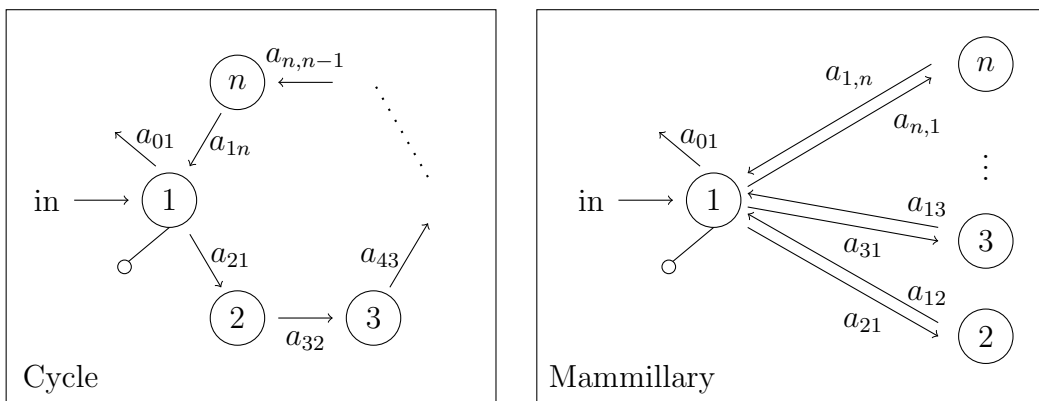 n
a_{n,n−1}
a_{01}
a_{1n}
in
1
a_{21}
a_{43}
2
a_{32}
3
Cycle
n
a_{1,n}
a_{n,1}
a_{01}
in
1
a_{13}
a_{31}
3
a_{12}
a_{21}
2
Mammillary